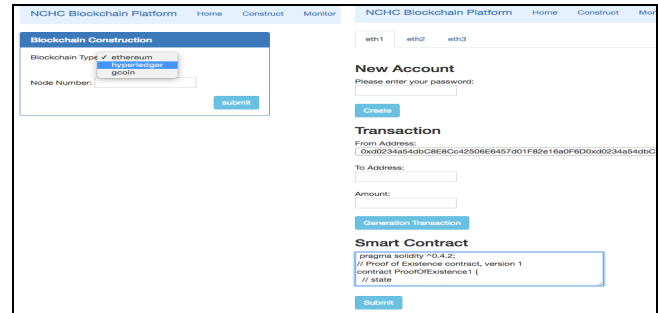 NCHC Blockchain Platform Home Construct Monitor
Blockchain Construction
Blockchain Type
✓ ethereum
hyperledger
gcoin
Node Number:
submit
NCHC Blockchain Platform Home Construct
eth1 eth2 eth3
New Account
Please enter your password:
Create
Transaction
From Address:
To Address:
Amount:
Generation Transaction
Smart Contract
pragma solidity ^0.4.2;
// Proof of Existence contract, version 1
contract ProofOfExistence1 {
// state
Submit